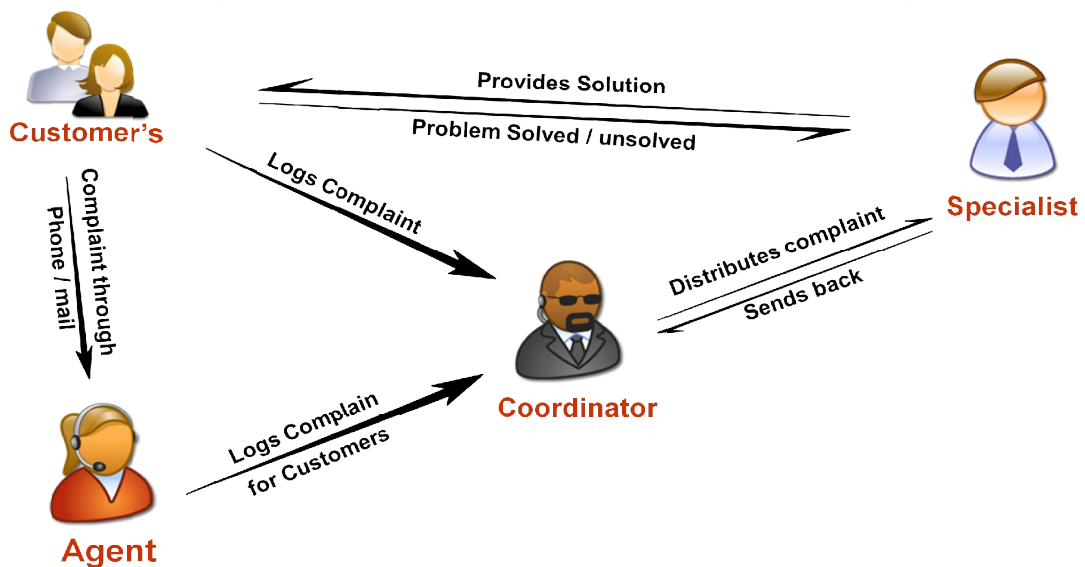 Provides Solution
Problem Solved / unsolved
Customer's
Logs Complaint
Specialist
Complaint through
Phone / mail
Distributes complaint
Sends back
Coordinator
Logs Complain
for Customers
Agent